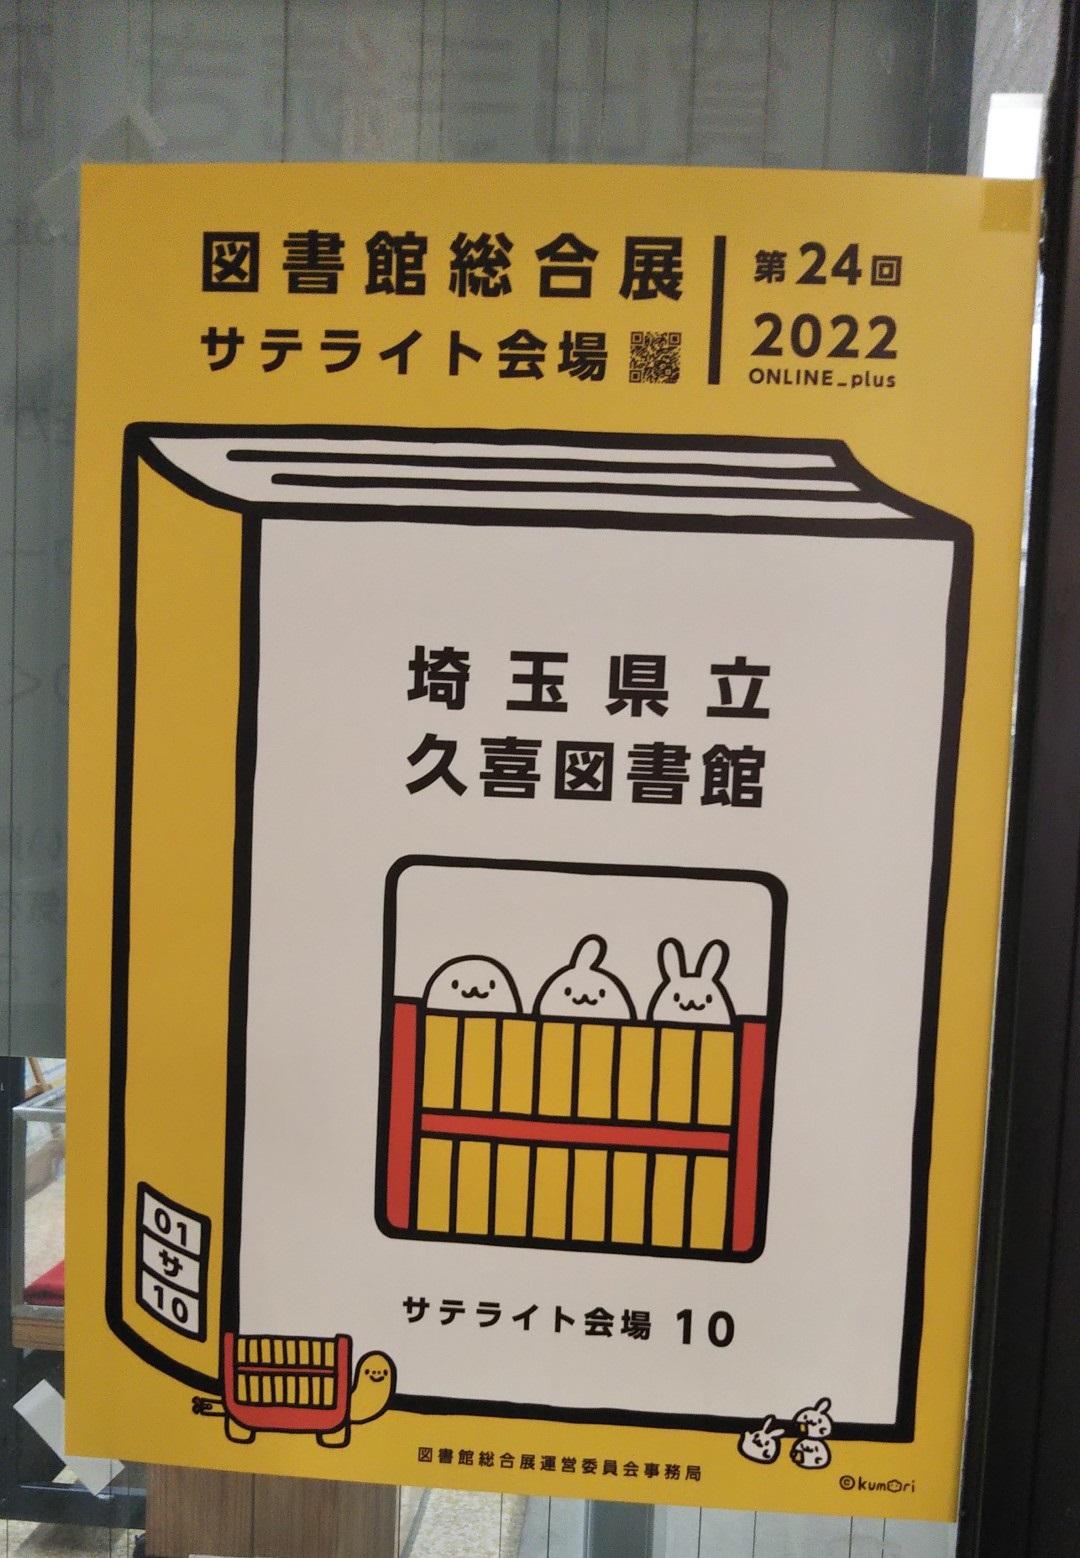 図書館総合展
サテライト会場
第24回
2022
ONLINE_plus
埼玉県立
久喜図書館
01
サ
10
サテライト会場 10
図書館総合展運営委員会事務局
©kumori